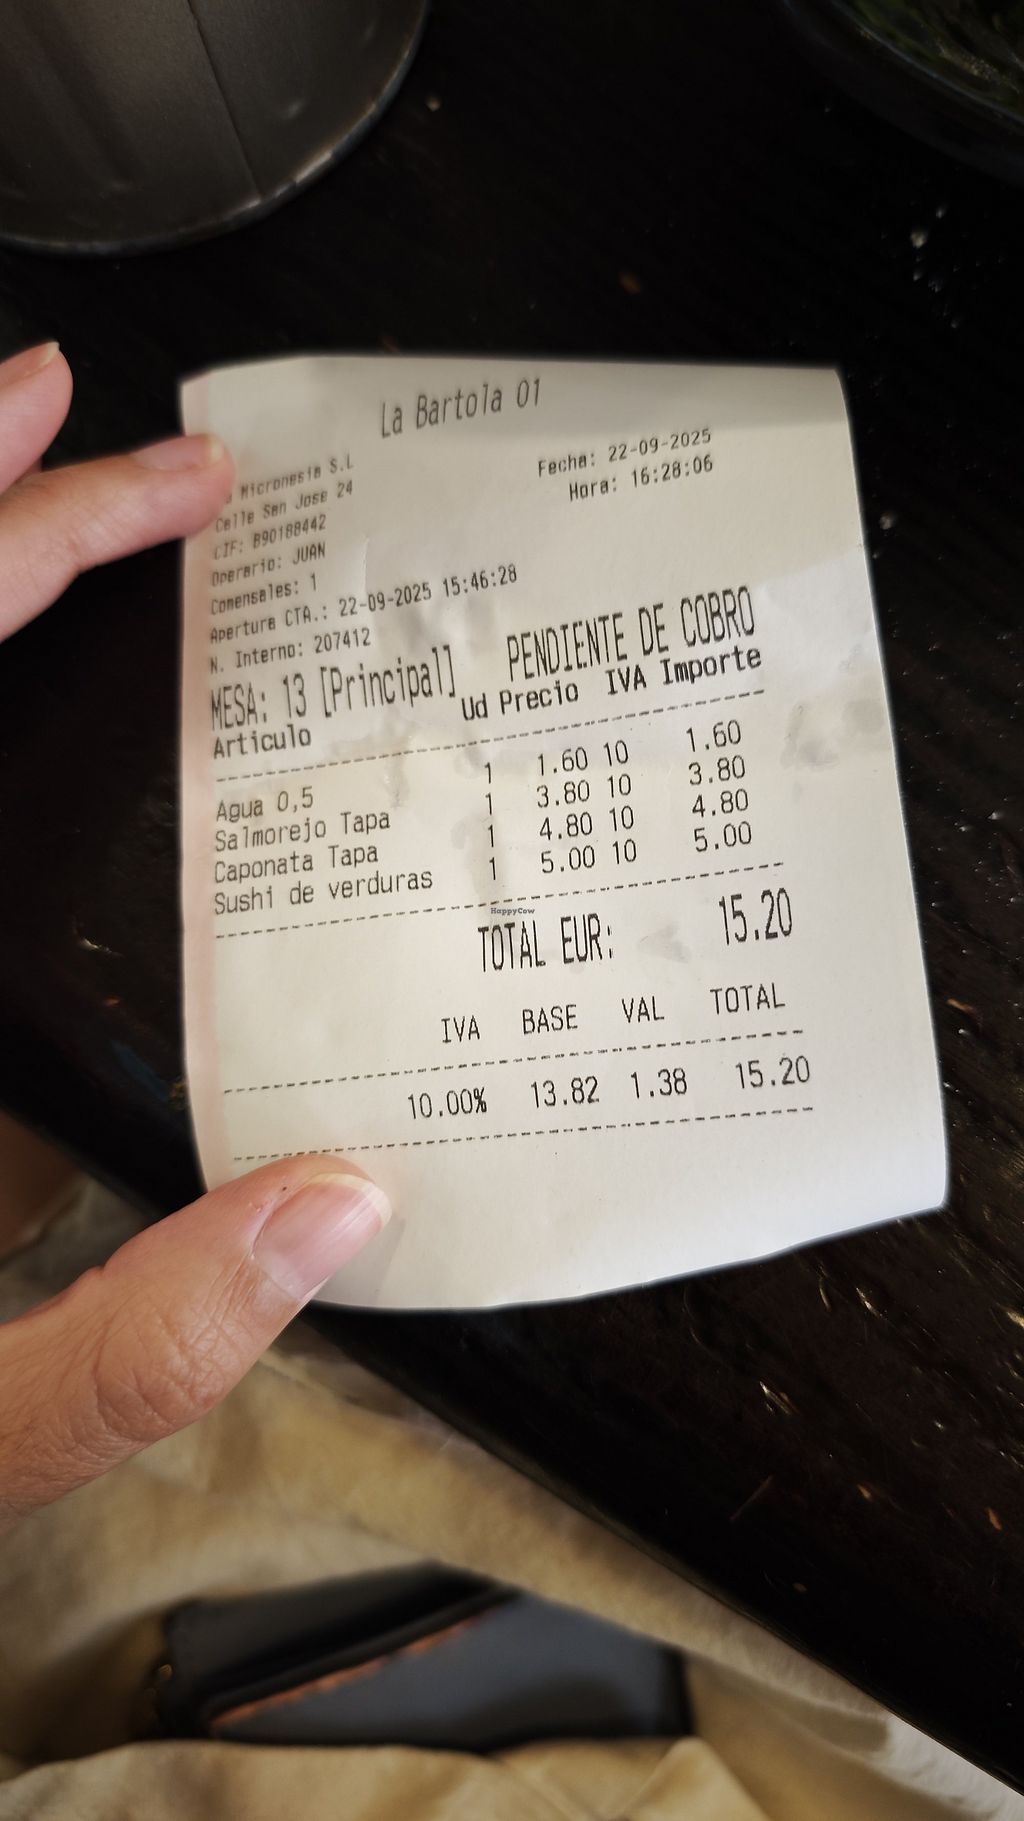 La Bartola 01
Micronesia S.L
Calle San Jose 24
CIF: B90188442
Operario: JUAN
Comensales: 1
Fecha: 22-09-2025
Hora: 16:28:06
Apertura CTA.: 22-09-2025 15:46:28
N. Interno: 207412
MESA: 13 [Principal] PENDIENTE DE COBRO
Articulo Ud Precio IVA Importe
Agua 0,5 1 1.60 10 1.60
Salmorejo Tapa 1 3.80 10 3.80
Caponata Tapa 1 4.80 10 4.80
Sushi de verduras 1 5.00 10 5.00
HappyCow
TOTAL EUR: 15.20
IVA BASE VAL TOTAL
10.00% 13.82 1.38 15.20